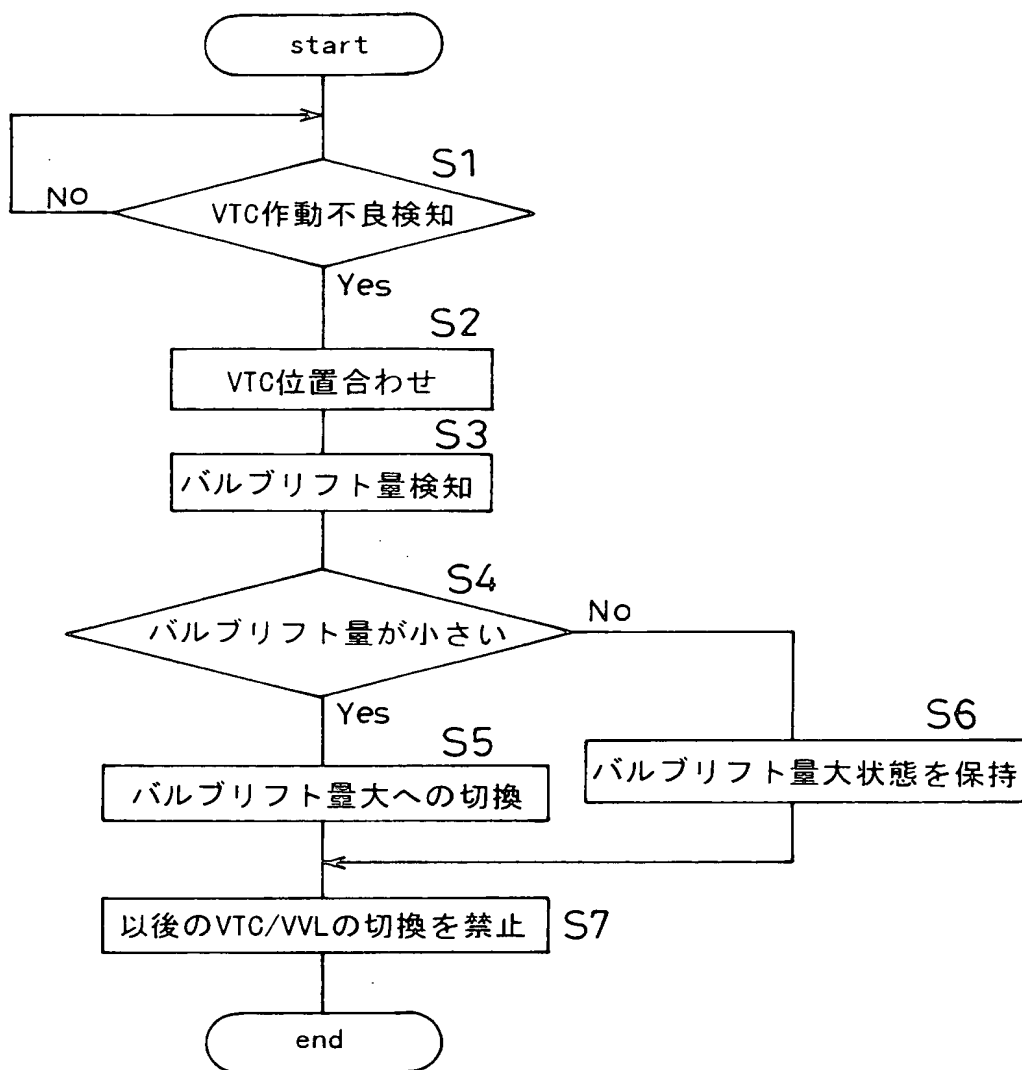 start
S1
No
VTC作動不良検知
Yes
S2
VTC位置合わせ
S3
バルブリフト量検知
S4
バルブリフト量が小さい
No
Yes
S5
バルブリフト量大への切換
S6
バルブリフト量大状態を保持
以後のVTC/VVLの切換を禁止
S7
end